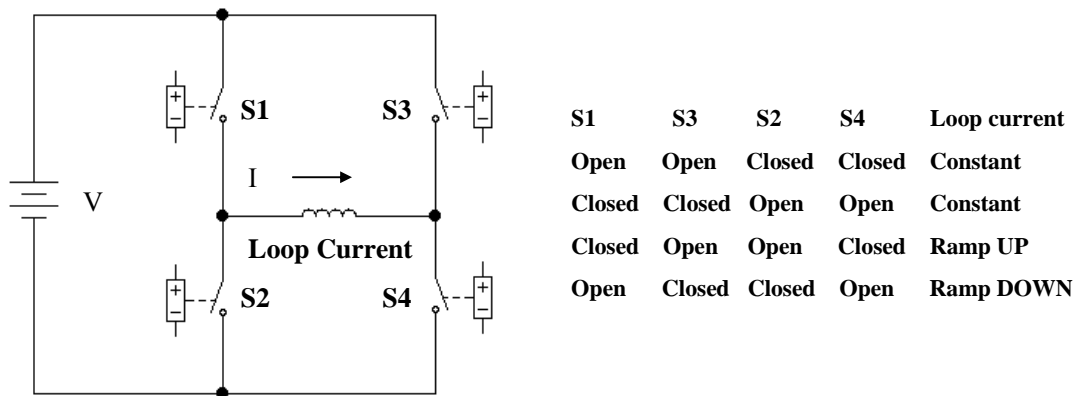 S1
S3
I
V
Loop Current
S2
S4
S1 S3 S2 S4 Loop current
Open Open Closed Closed Constant
Closed Closed Open Open Constant
Closed Open Open Closed Ramp UP
Open Closed Closed Open Ramp DOWN